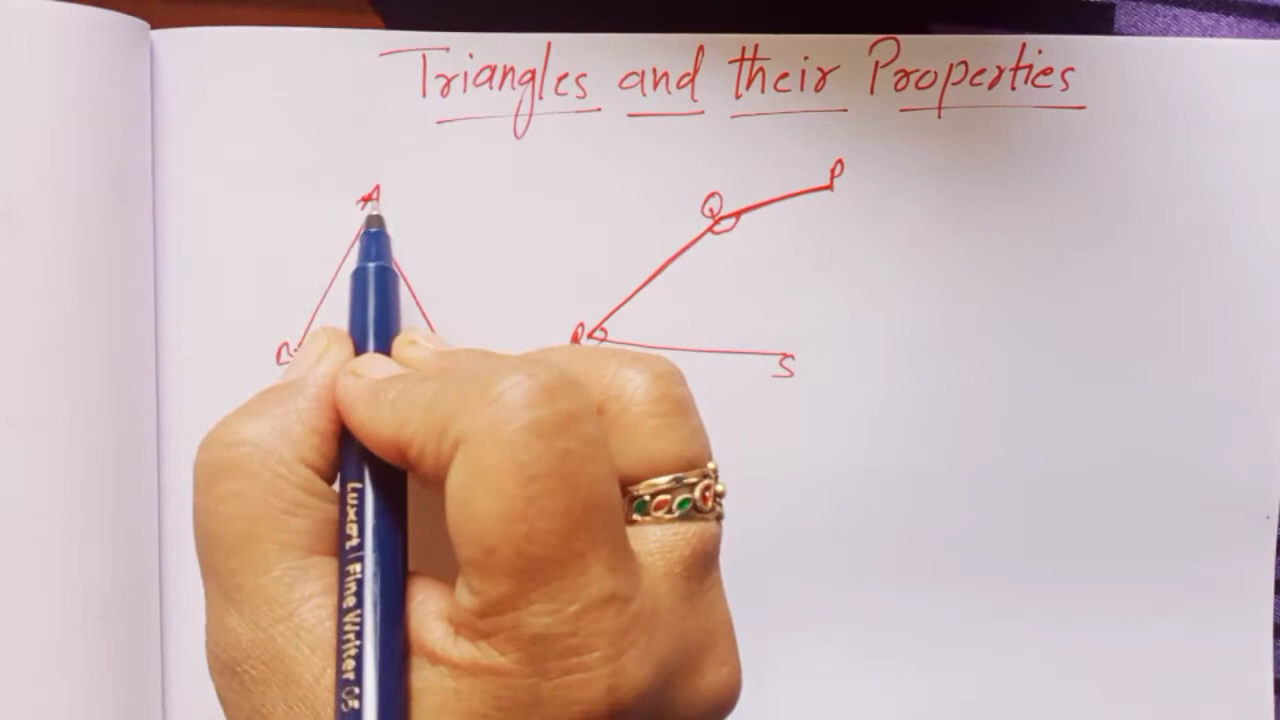 Triangles and their Properties
A
P
Q
B
R
S
Luxor | Fine Writer 05